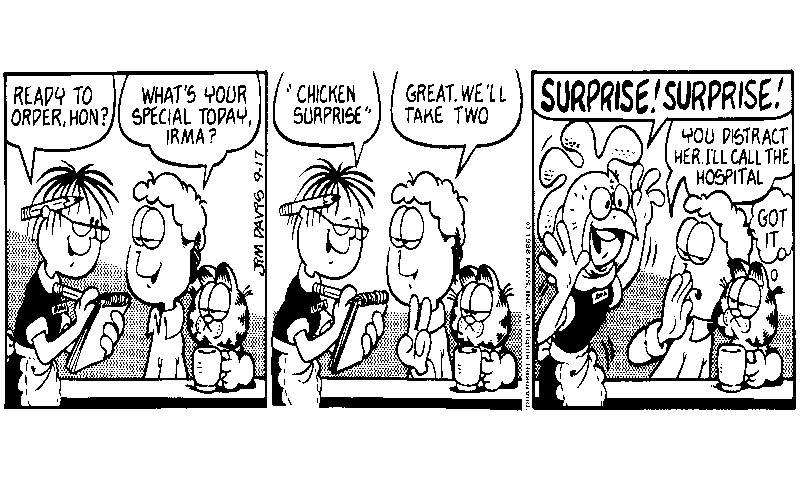 READY TO
ORDER, HON?
WHAT'S YOUR
SPECIAL TODAY,
IRMA?
JIM DAVIS 9-17
"CHICKEN
SURPRISE"
GREAT. WE'LL
TAKE TWO
SURPRISE! SURPRISE!
YOU DISTRACT
HER. I'LL CALL THE
HOSPITAL
GOT
IT